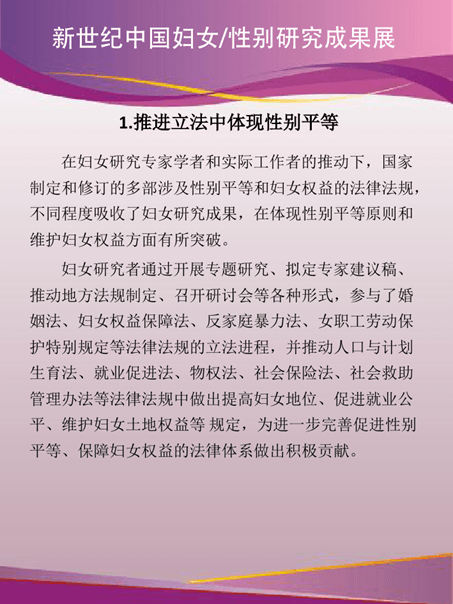 新世纪中国妇女/性别研究成果展
1.推进立法中体现性别平等
在妇女研究专家学者和实际工作者的推动下，国家
制定和修订的多部涉及性别平等和妇女权益的法律法规，
不同程度吸收了妇女研究成果，在体现性别平等原则和
维护妇女权益方面有所突破。
妇女研究者通过开展专题研究、拟定专家建议稿、
推动地方法规制定、召开研讨会等各种形式，参与了婚
姻法、妇女权益保障法、反家庭暴力法、女职工劳动保
护特别规定等法律法规的立法进程，并推动人口与计划
生育法、就业促进法、物权法、社会保险法、社会救助
管理办法等法律法规中做出提高妇女地位、促进就业公
平、维护妇女土地权益等 规定，为进一步完善促进性别
平等、保障妇女权益的法律体系做出积极贡献。